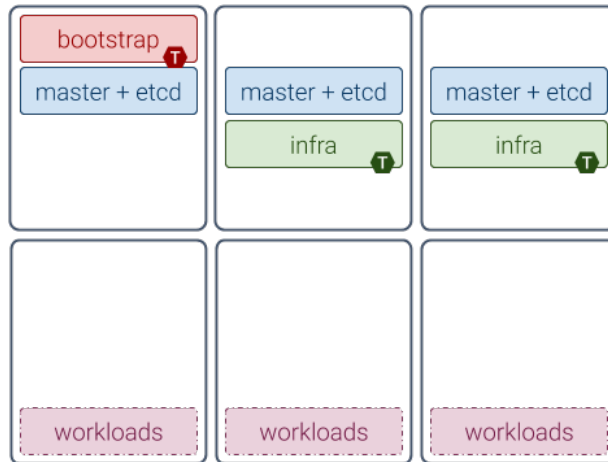 bootstrap
T
master + etcd
master + etcd
master + etcd
infra
T
infra
T
workloads
workloads
workloads